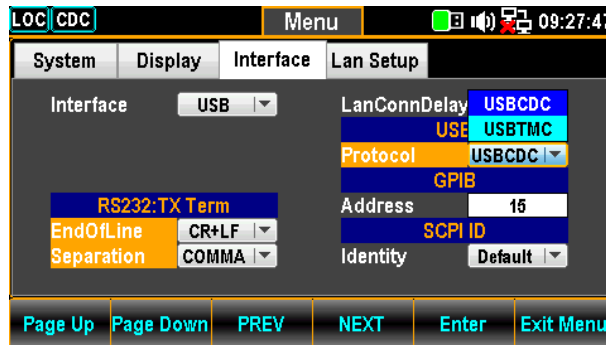 LOC CDC Menu 09:27:47
System Display Interface Lan Setup
Interface USB LanConnDelay USBCDC
USB USBTMC
Protocol USBCDC
GPIB
RS232:TX Term Address 15
EndOfLine CR+LF SCPI ID
Separation COMMA Identity Default
Page Up Page Down PREV NEXT Enter Exit Menu